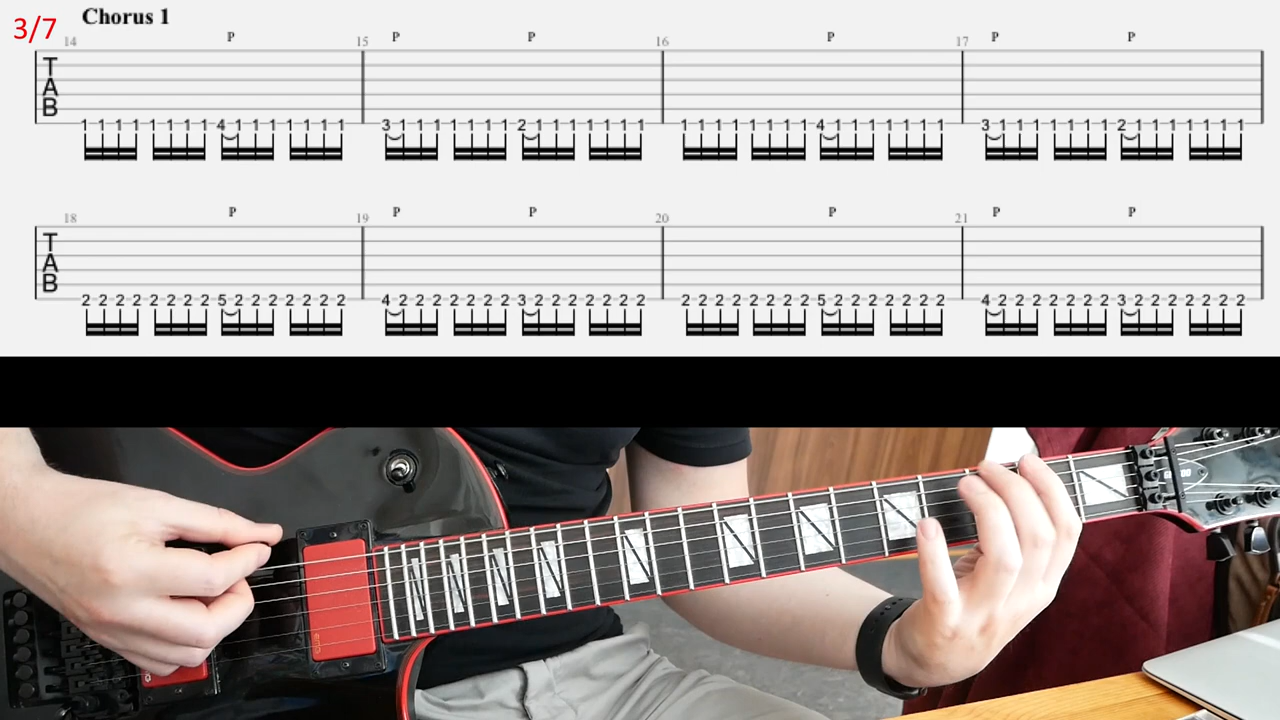 3/7
Chorus 1
14 P 15 P P 16 P 17 P P
T
A
B
1 1 1 1 1 1 1 1 4 1 1 1 1 1 1 1 3 1 1 1 1 1 1 1 2 1 1 1 1 1 1 1 1 1 1 1 1 1 1 1 4 1 1 1 1 1 1 1 3 1 1 1 1 1 1 1 2 1 1 1 1 1 1 1
18 P 19 P P 20 P 21 P P
T
A
B
2 2 2 2 2 2 2 2 5 2 2 2 2 2 2 2 4 2 2 2 2 2 2 2 3 2 2 2 2 2 2 2 2 2 2 2 2 2 2 2 5 2 2 2 2 2 2 2 4 2 2 2 2 2 2 2 3 2 2 2 2 2 2 2